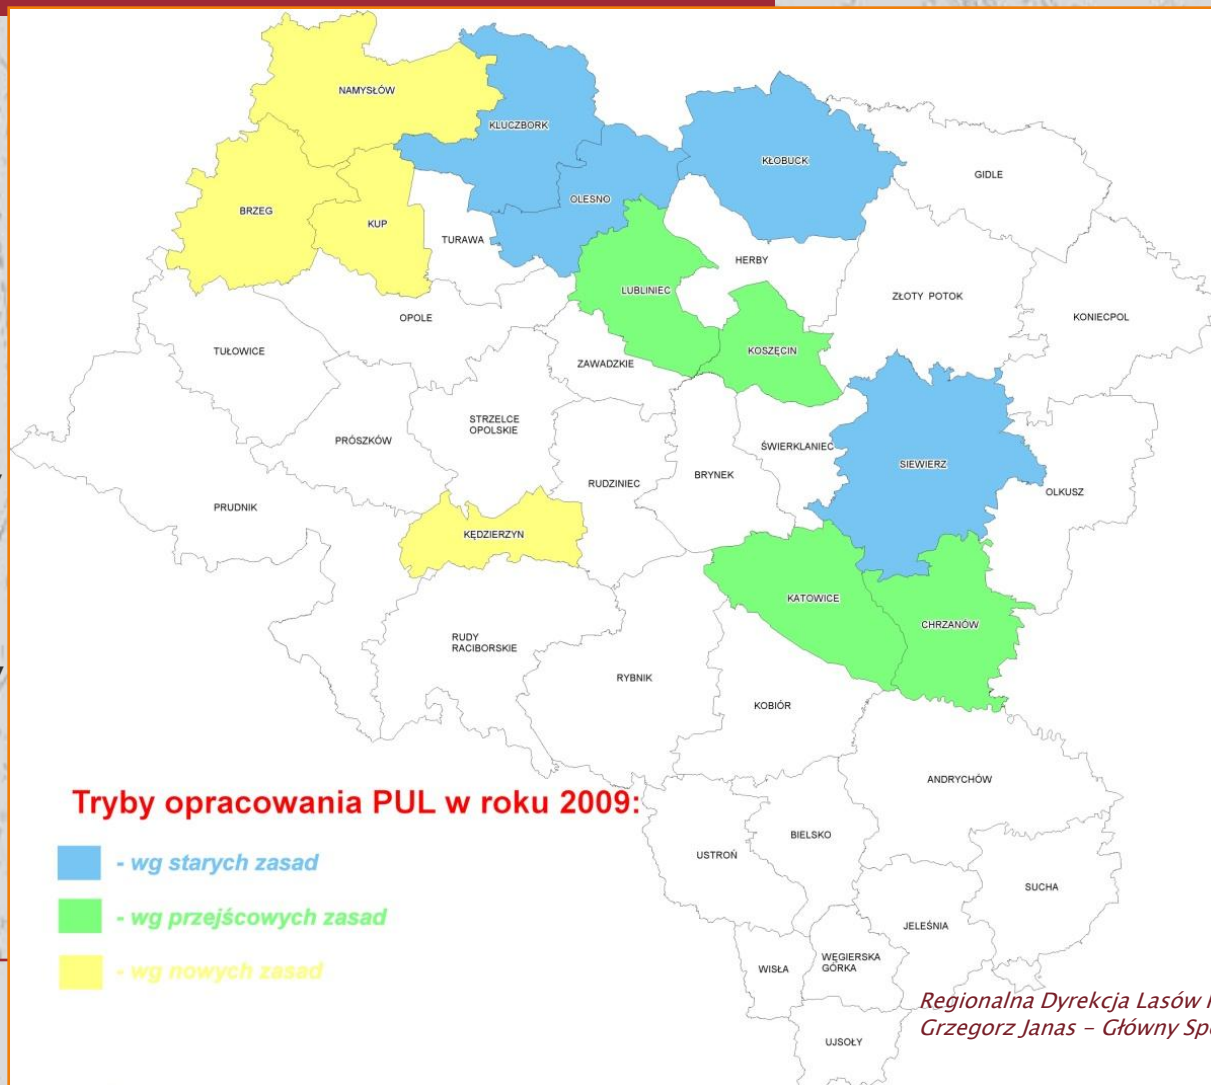 NAMYSŁÓW
KLUCZBORK
KŁOBUCK
GIDLE
OLESNO
BRZEG
KUP
TURAWA
HERBY
LUBLINIEC
ZŁOTY POTOK
KONIECPOL
OPOLE
TUŁOWICE
ZAWADZKIE
KOSZĘCIN
STRZELCE
OPOLSKIE
PRÓSZKÓW
ŚWIERKLANIEC
SIEWIERZ
BRYNEK
RUDZINIEC
OLKUSZ
PRUDNIK
KĘDZIERZYN
KATOWICE
CHRZANÓW
RUDY
RACIBORSKIE
RYBNIK
KOBIÓR
ANDRYCHÓW
Tryby opracowania PUL w roku 2009:
- wg starych zasad
- wg przejścowych zasad
- wg nowych zasad
BIELSKO
USTROŃ
SUCHA
JELEŚNIA
WĘGIERSKA
GÓRKA
WISŁA
UJSOŁY
Regionalna Dyrekcja Lasów
Grzegorz Janas – Główny